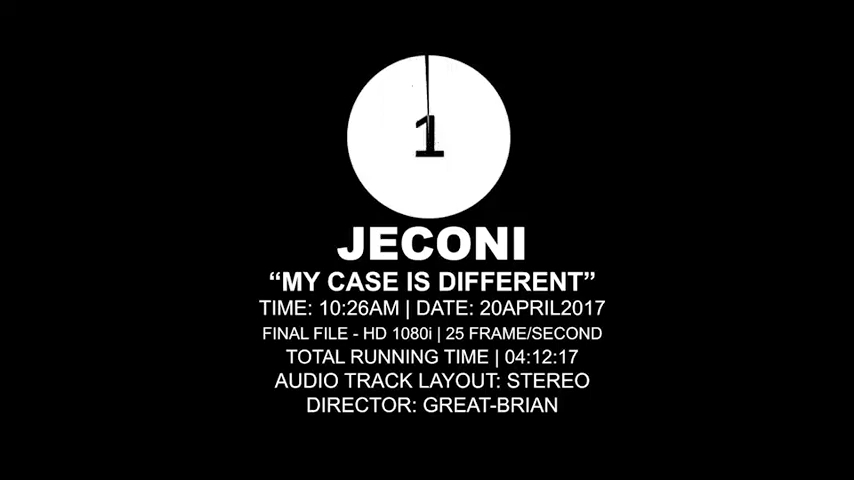 1
JECONI
“MY CASE IS DIFFERENT”
TIME: 10:26AM | DATE: 20APRIL2017
FINAL FILE - HD 1080i | 25 FRAME/SECOND
TOTAL RUNNING TIME | 04:12:17
AUDIO TRACK LAYOUT: STEREO
DIRECTOR: GREAT-BRIAN